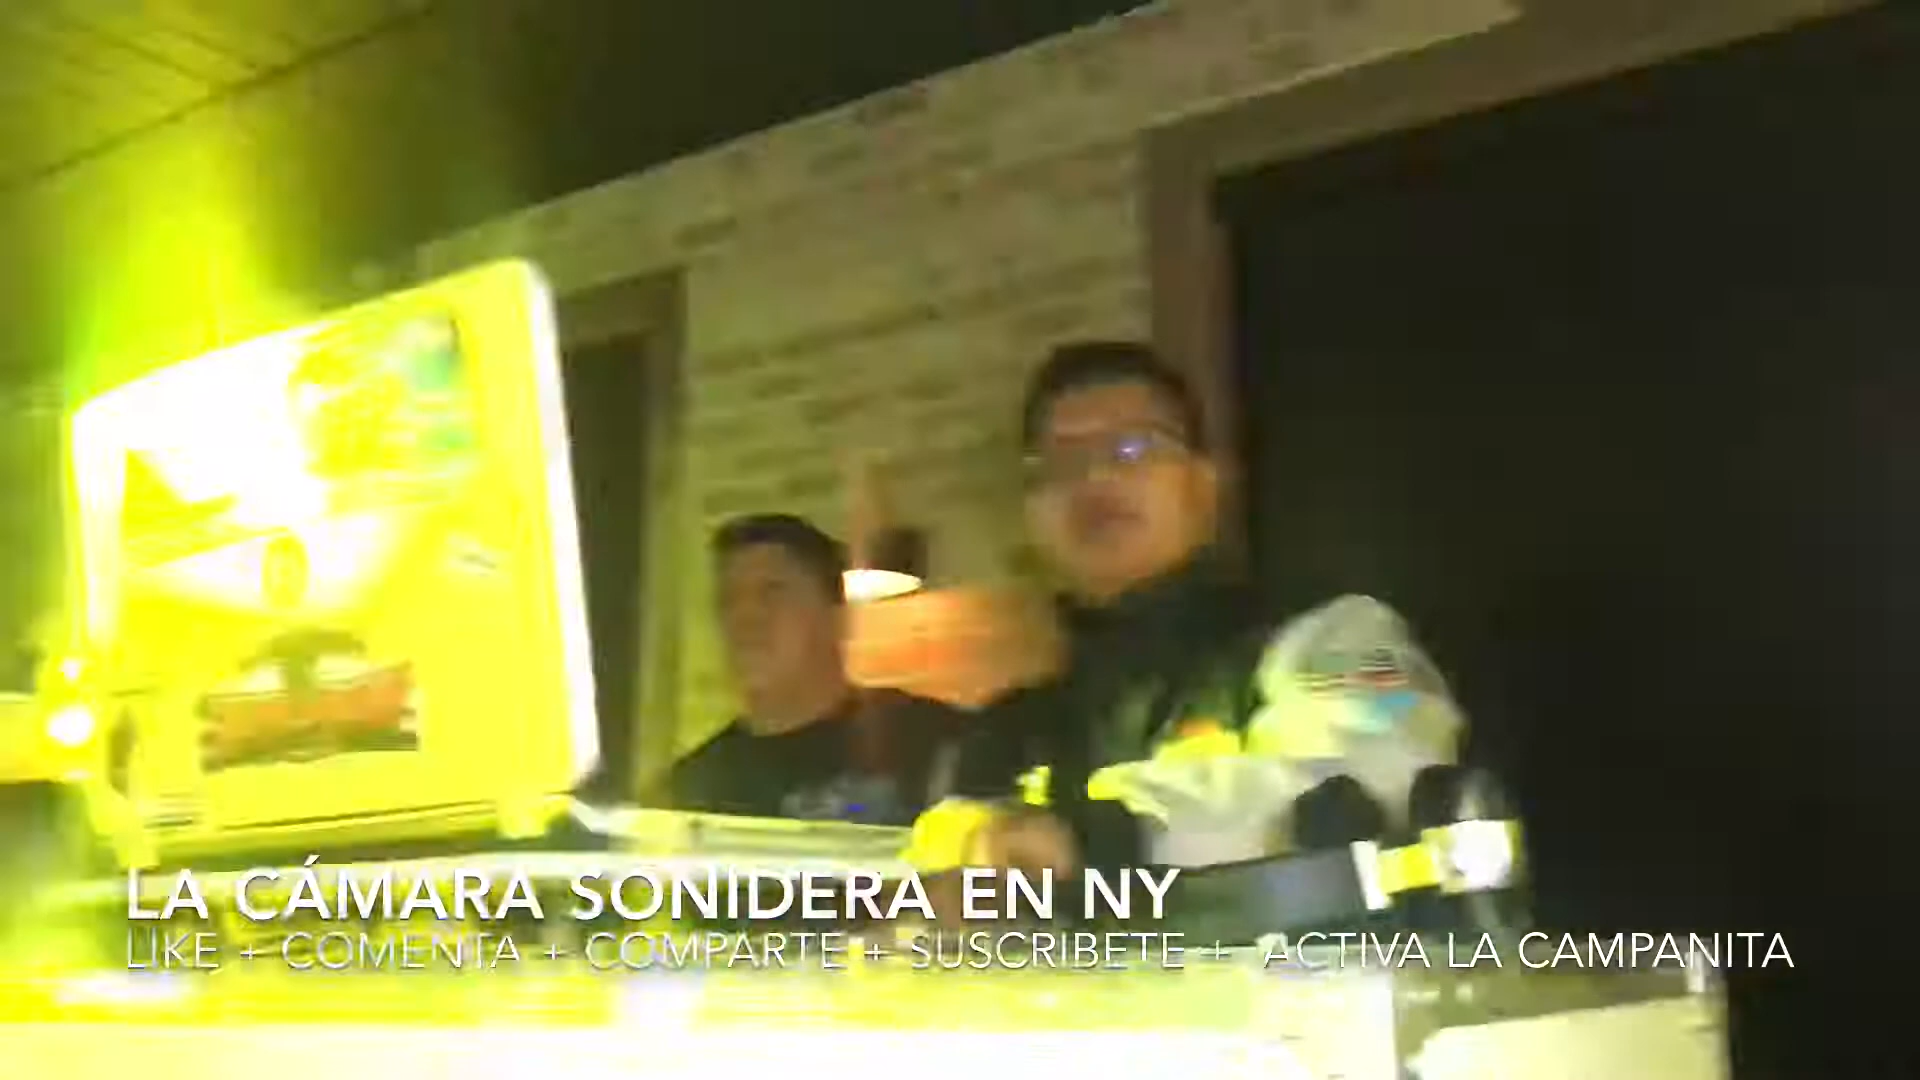 LA CÁMARA SONIDERA EN NY
LIKE + COMENTA + COMPARTE + SUSCRIBETE + ACTIVA LA CAMPANITA